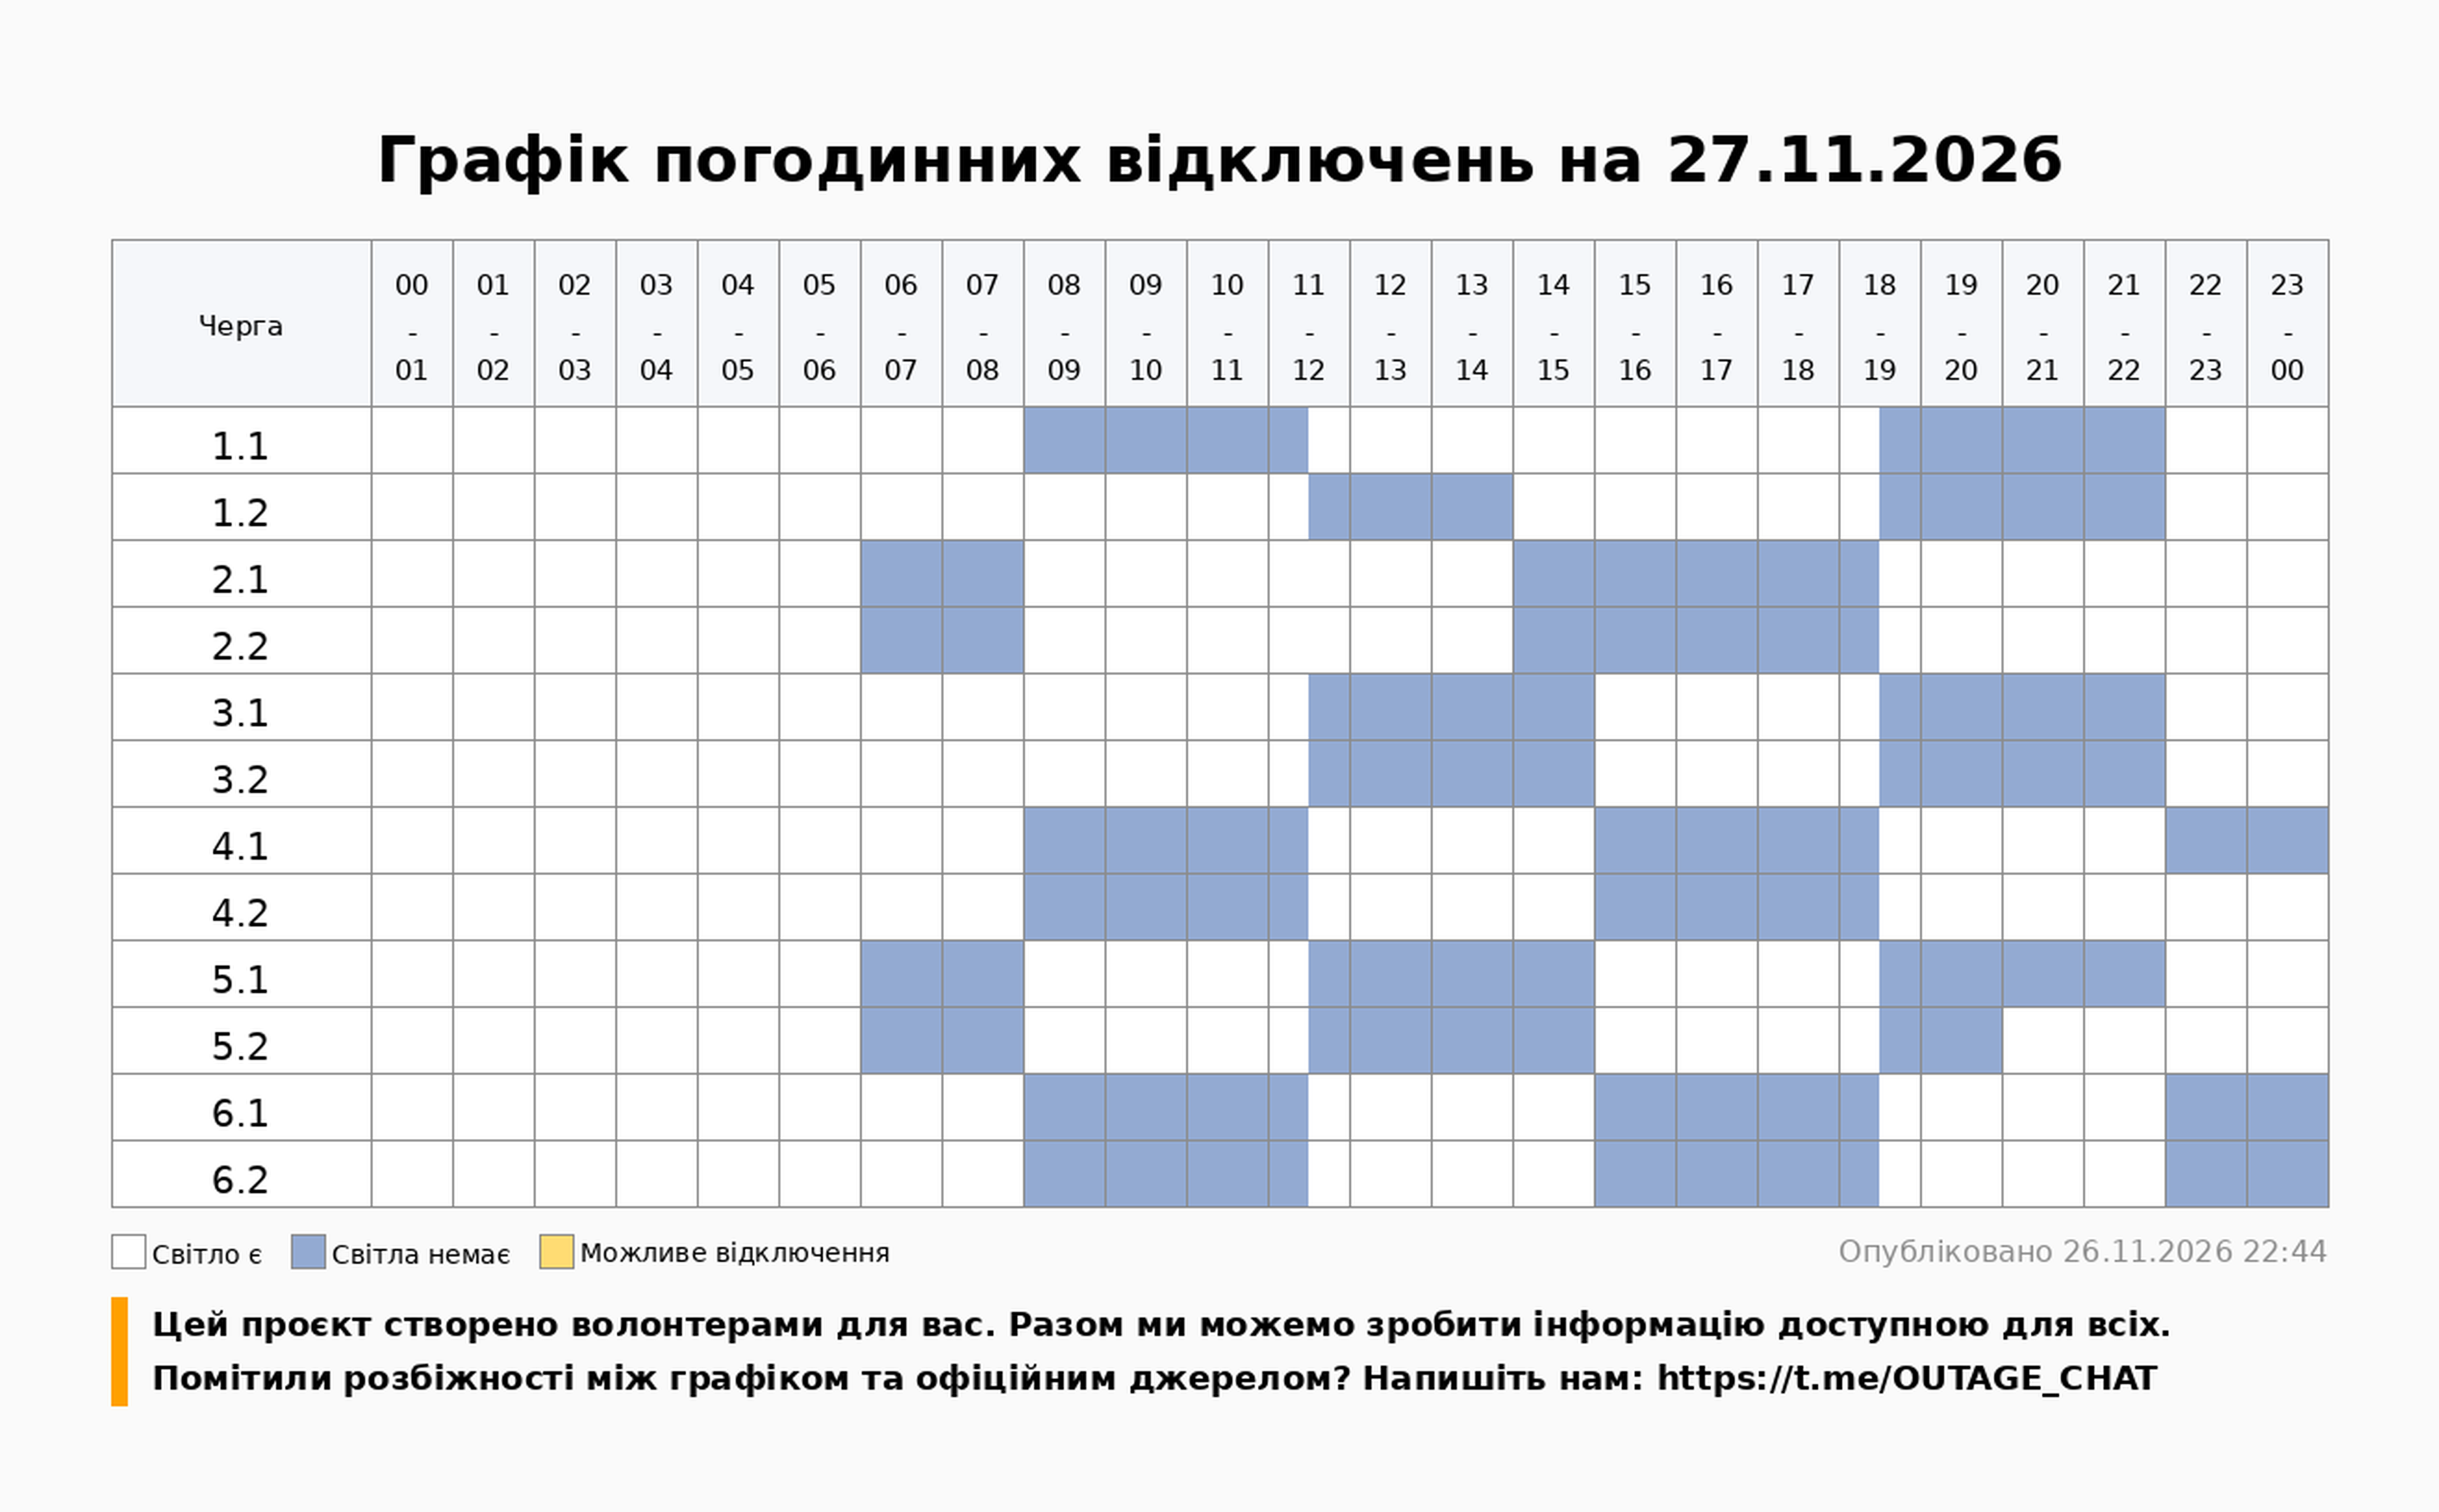 Графік погодинних відключень на 27.11.2026
Черга
00 - 01
01 - 02
02 - 03
03 - 04
04 - 05
05 - 06
06 - 07
07 - 08
08 - 09
09 - 10
10 - 11
11 - 12
12 - 13
13 - 14
14 - 15
15 - 16
16 - 17
17 - 18
18 - 19
19 - 20
20 - 21
21 - 22
22 - 23
23 - 00
1.1
1.2
2.1
2.2
3.1
3.2
4.1
4.2
5.1
5.2
6.1
6.2
Світло є
Світла немає
Можливе відключення
Опубліковано 26.11.2026 22:44
Цей проєкт створено волонтерами для вас. Разом ми можемо зробити інформацію доступною для всіх.
Помітили розбіжності між графіком та офіційним джерелом? Напишіть нам: https://t.me/OUTAGE_CHAT